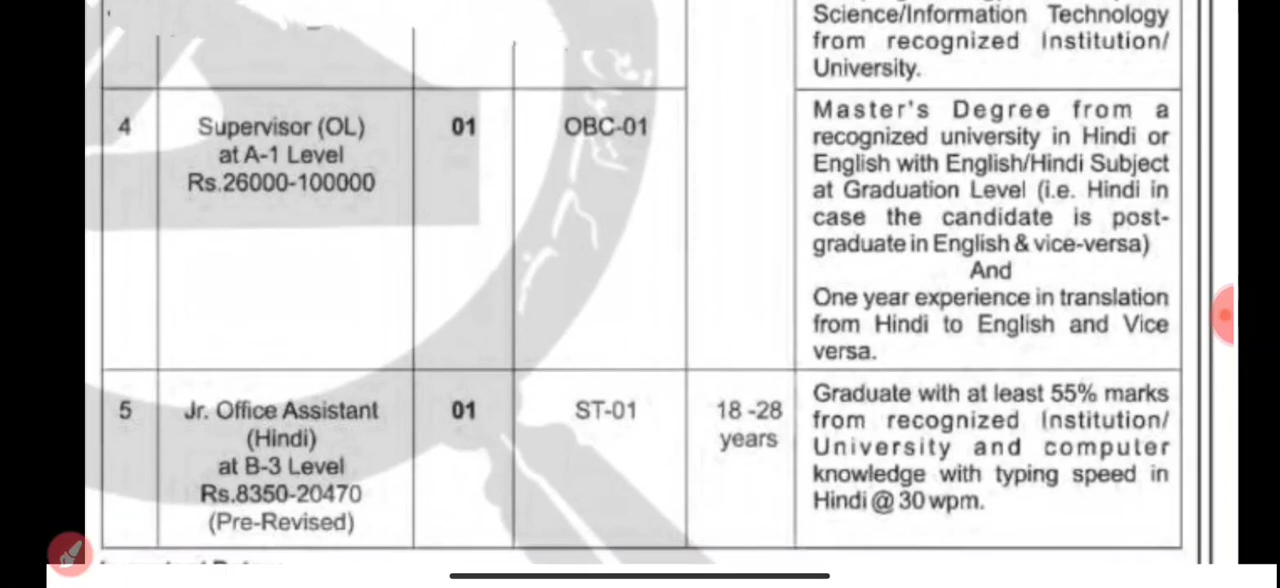 Science/Information Technology
from recognized Institution/
University.
4
Supervisor (OL)
at A-1 Level
Rs.26000-100000
01
OBC-01
Master's Degree from a
recognized university in Hindi or
English with English/Hindi Subject
at Graduation Level (i.e. Hindi in
case the candidate is post-
graduate in English & vice-versa)
And
One year experience in translation
from Hindi to English and Vice
versa.
5
Jr. Office Assistant
(Hindi)
at B-3 Level
Rs.8350-20470
(Pre-Revised)
01
ST-01
18 -28
years
Graduate with at least 55% marks
from recognized Institution/
University and computer
knowledge with typing speed in
Hindi @ 30 wpm.